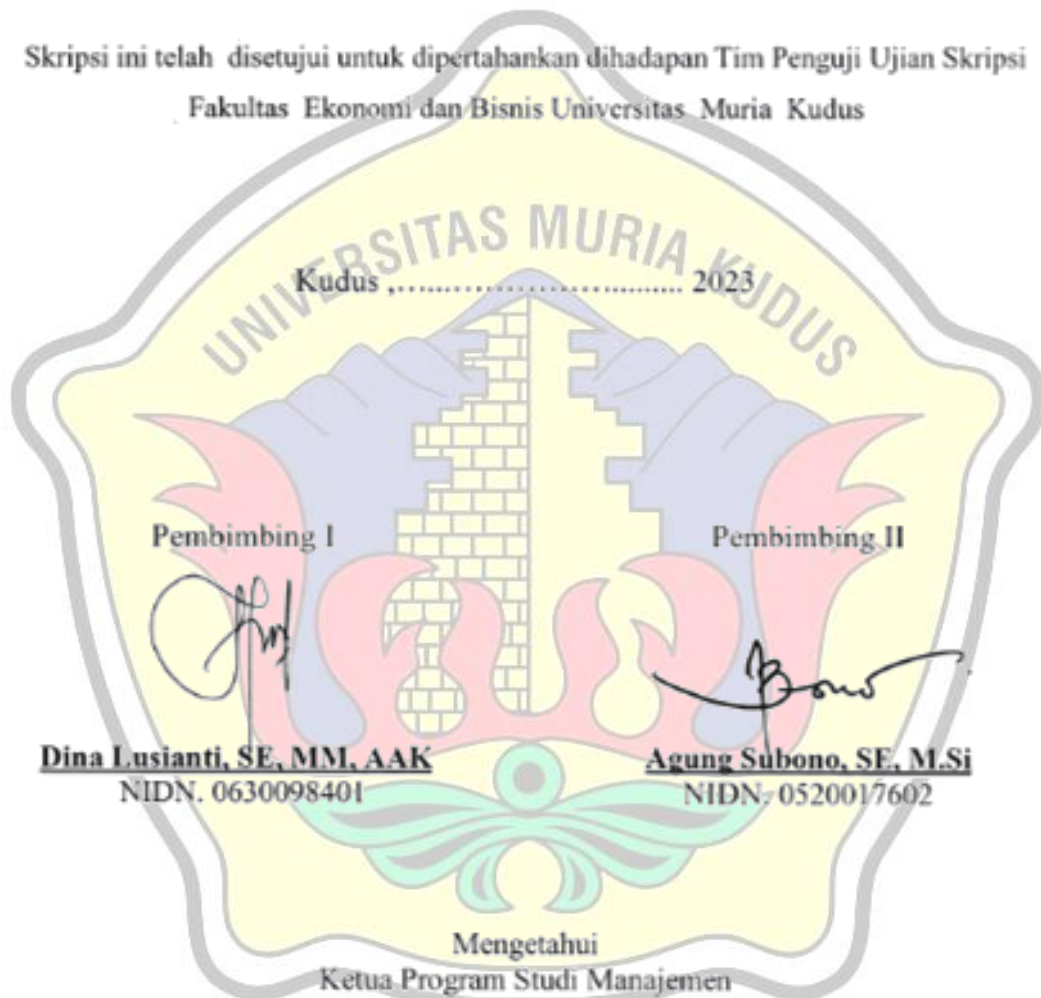 Skripsi ini telah disetujui untuk dipertahankan dihadapan Tim Penguji Ujian Skripsi
Fakultas Ekonomi dan Bisnis Universitas Muria Kudus
UNIVERSITAS MURIA KUDUS
Kudus ,............................... 2023
Pembimbing I
Pembimbing II
Dina Lusianti, SE, MM, AAK
Agung Subono, SE, M.Si
NIDN. 0630098401
NIDN. 0520017602
Mengetahui
Ketua Program Studi Manajemen